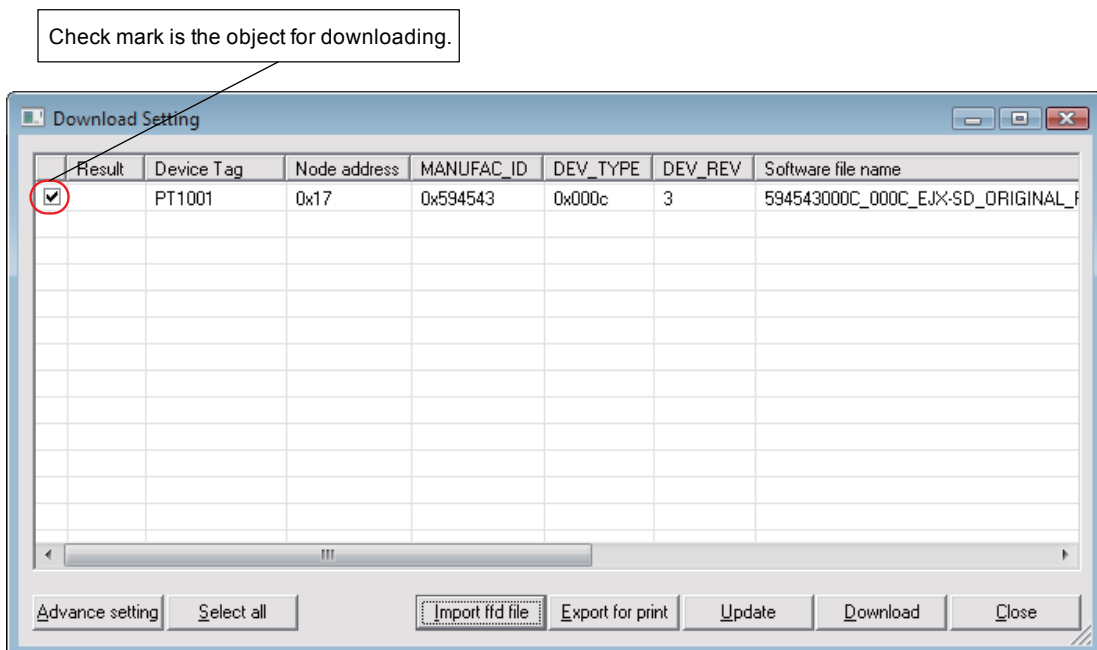 Check mark is the object for downloading.
Download Setting
Result Device Tag Node address MANUFAC_ID DEV_TYPE DEV_REV Software file name
PT1001 0x17 0x594543 0x000c 3 594543000C_000C_EJX-SD_ORIGINAL_
Advance setting Select all Import ffd file Export for print Update Download Close